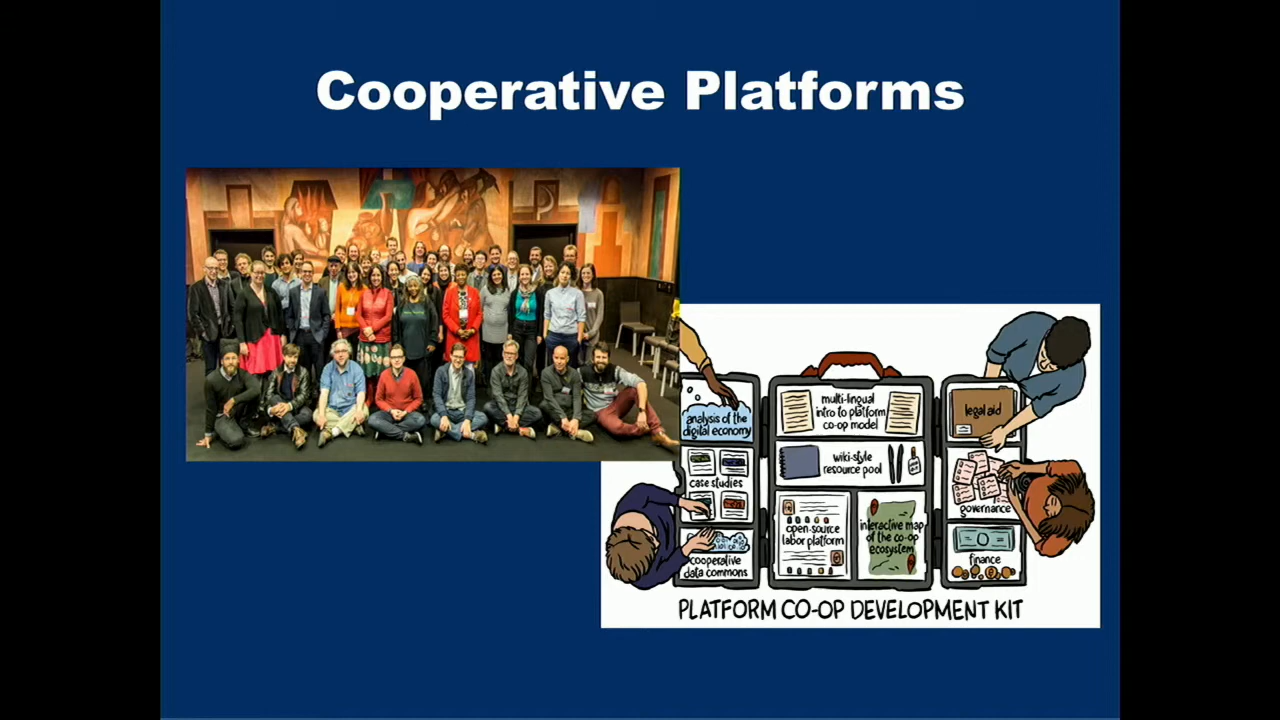 Cooperative Platforms
analysis of the
digital economy
case studies
cooperative
data commons
multi-lingual
intro to platform
co-op model
wiki-style
resource pool
open-source
labor platform
interactive map
of the co-op
ecosystem
legal aid
governance
finance
PLATFORM CO-OP DEVELOPMENT KIT